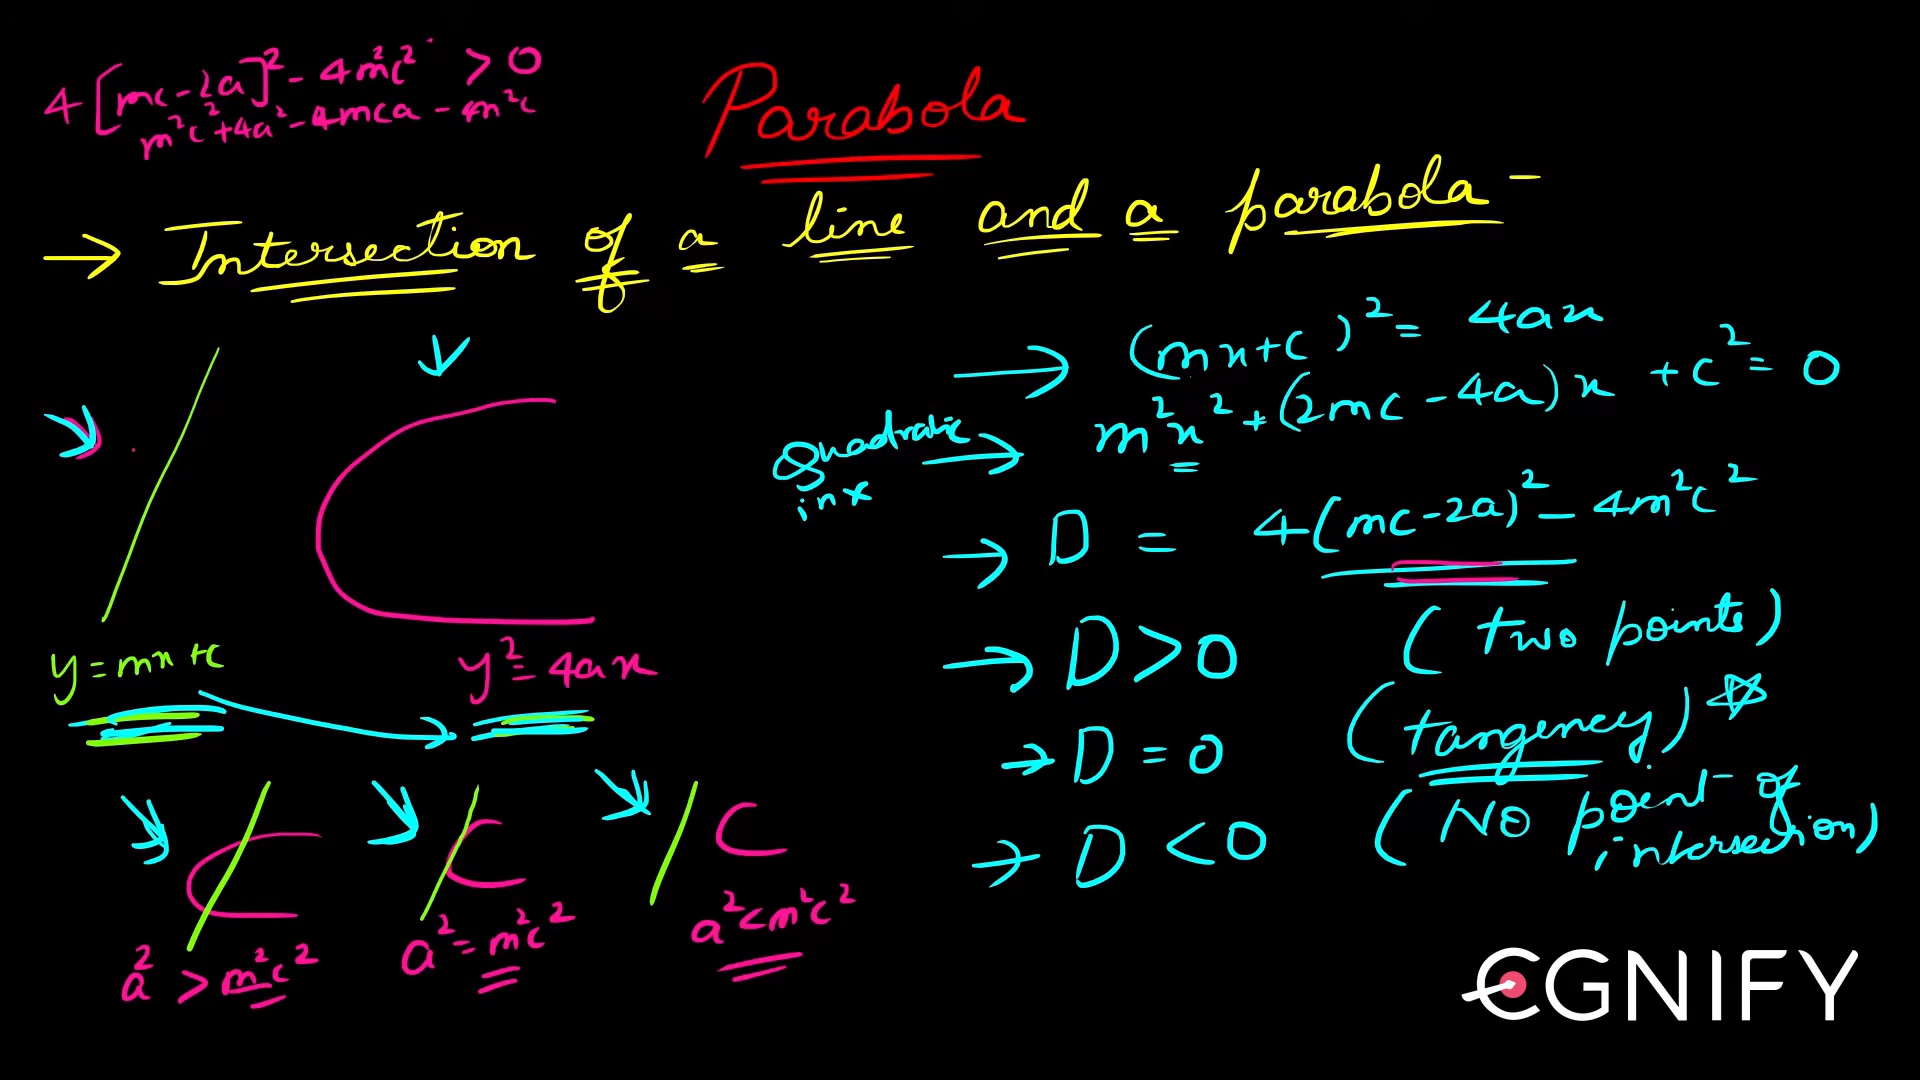 4[mc-2a]² - 4m²c² > 0
m²c²+4a²-4mca - 4m²c
Parabola
→ Intersection of a line and a parabola -
→ (mx+c)² = 4ax
Quadratic in x → m²x² + (2mc - 4a)x + c² = 0
→ D = 4(mc-2a)² - 4m²c²
→ D > 0 (two points)
→ D = 0 (tangency)
→ D < 0 (No point of intersection)
y = mx+c
y² = 4ax
a² > m²c²
a² = m²c²
a² < m²c²
EGNIFY